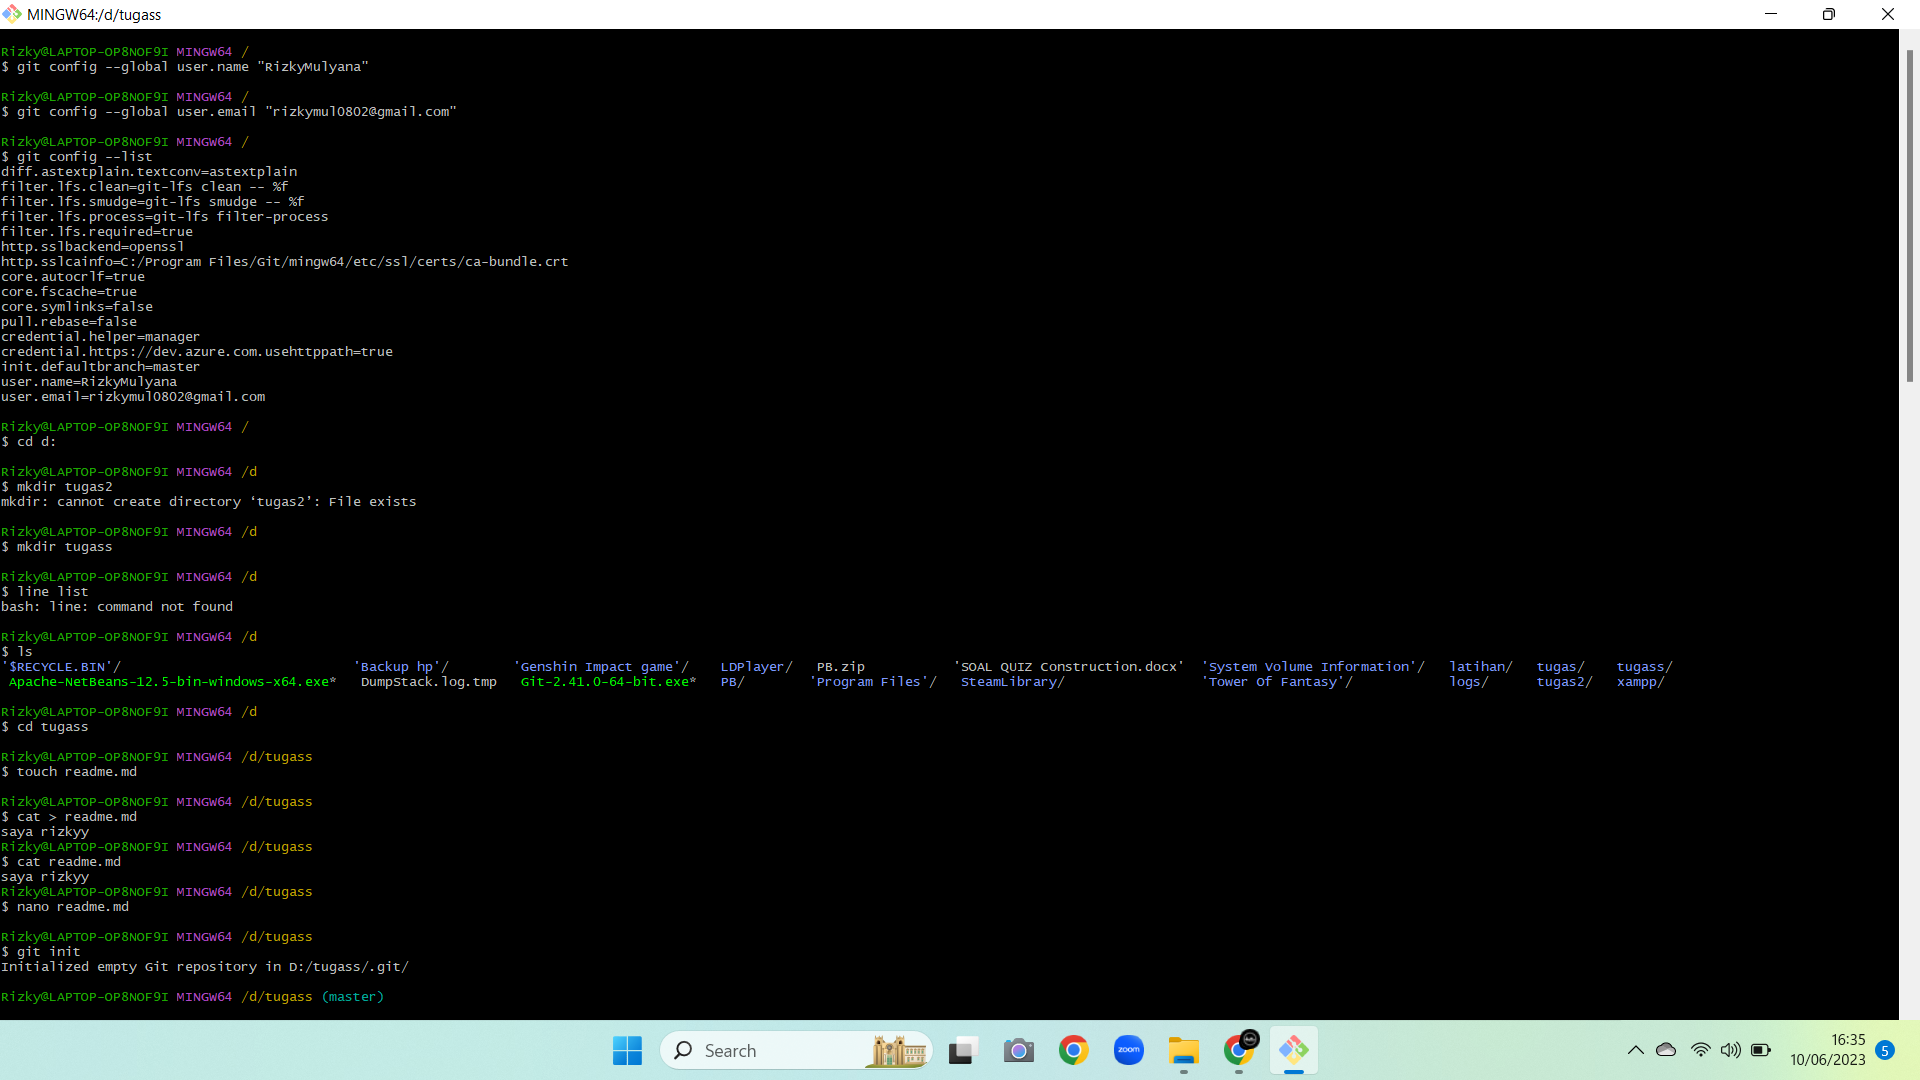 MINGW64:/d/tugass
Rizky@LAPTOP-OP8NOF9I MINGW64 /
$ git config --global user.name "RizkyMulyana"
Rizky@LAPTOP-OP8NOF9I MINGW64 /
$ git config --global user.email "rizkymul0802@gmail.com"
Rizky@LAPTOP-OP8NOF9I MINGW64 /
$ git config --list
diff.astextplain.textconv=astextplain
filter.lfs.clean=git-lfs clean -- %f
filter.lfs.smudge=git-lfs smudge -- %f
filter.lfs.process=git-lfs filter-process
filter.lfs.required=true
http.sslbackend=openssl
http.sslcainfo=C:/Program Files/Git/mingw64/etc/ssl/certs/ca-bundle.crt
core.autocrlf=true
core.fscache=true
core.symlinks=false
pull.rebase=false
credential.helper=manager
credential.https://dev.azure.com.usehttppath=true
init.defaultbranch=master
user.name=RizkyMulyana
user.email=rizkymul0802@gmail.com
Rizky@LAPTOP-OP8NOF9I MINGW64 /
$ cd d:
Rizky@LAPTOP-OP8NOF9I MINGW64 /d
$ mkdir tugas2
mkdir: cannot create directory ‘tugas2’: File exists
Rizky@LAPTOP-OP8NOF9I MINGW64 /d
$ mkdir tugass
Rizky@LAPTOP-OP8NOF9I MINGW64 /d
$ line list
bash: line: command not found
Rizky@LAPTOP-OP8NOF9I MINGW64 /d
$ ls
'$RECYCLE.BIN'/ 'Backup hp'/ 'Genshin Impact game'/ LDPlayer/ PB.zip 'SOAL QUIZ Construction.docx' 'System Volume Information'/ latihan/ tugas/ tugass/
Apache-NetBeans-12.5-bin-windows-x64.exe* DumpStack.log.tmp Git-2.41.0-64-bit.exe* PB/ 'Program Files'/ SteamLibrary/ 'Tower Of Fantasy'/ logs/ tugas2/ xampp/
Rizky@LAPTOP-OP8NOF9I MINGW64 /d
$ cd tugass
Rizky@LAPTOP-OP8NOF9I MINGW64 /d/tugass
$ touch readme.md
Rizky@LAPTOP-OP8NOF9I MINGW64 /d/tugass
$ cat > readme.md
saya rizkyy
Rizky@LAPTOP-OP8NOF9I MINGW64 /d/tugass
$ cat readme.md
saya rizkyy
Rizky@LAPTOP-OP8NOF9I MINGW64 /d/tugass
$ nano readme.md
Rizky@LAPTOP-OP8NOF9I MINGW64 /d/tugass
$ git init
Initialized empty Git repository in D:/tugass/.git/
Rizky@LAPTOP-OP8NOF9I MINGW64 /d/tugass (master)
Search
zoom
16:35
10/06/2023
5